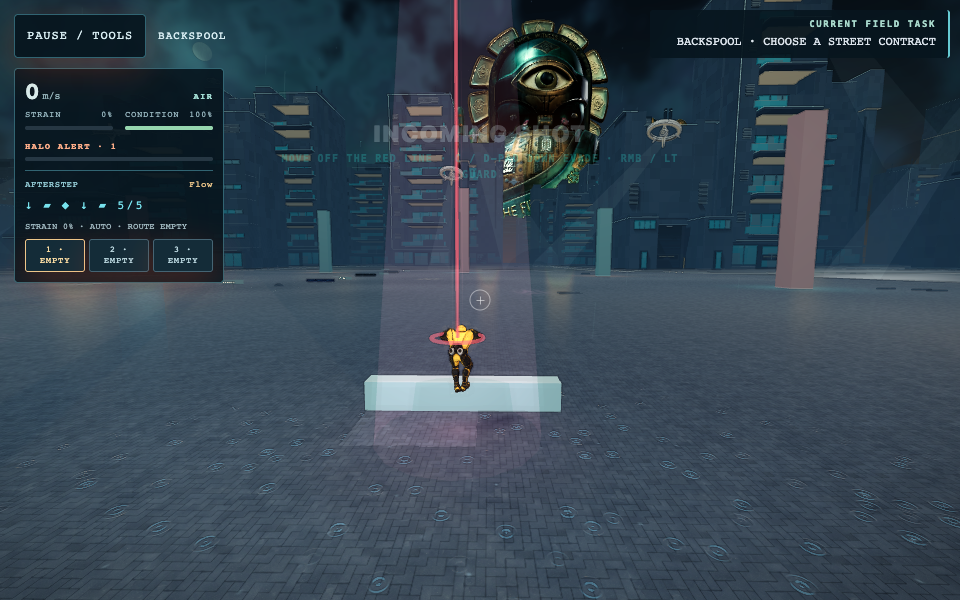 PAUSE / TOOLS
BACKSPOOL
CURRENT FIELD TASK
BACKSPOOL · CHOOSE A STREET CONTRACT
0 m/s
AIR
STRAIN 0%
CONDITION 100%
HALO ALERT · 1
AFTERSTEP
Flow
5/5
STRAIN 0% · AUTO · ROUTE EMPTY
1 · EMPTY
2 · EMPTY
3 · EMPTY
INCOMING SHOT
MOVE OFF THE RED LINE
EVADE · RMB / LT
GUARD